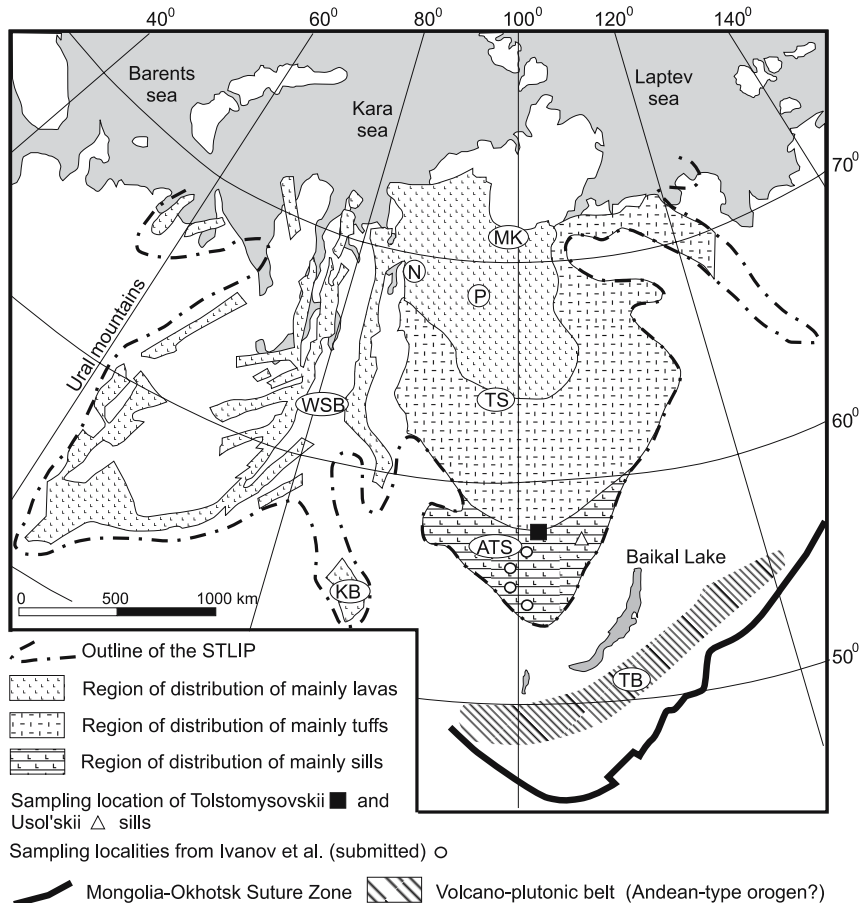 40⁰ 60⁰ 80⁰ 100⁰ 120⁰ 140⁰
Barents
sea
Kara
sea
Laptev
sea
70⁰
MK
N
P
Ural mountains
TS
WSB
60⁰
ATS
Baikal Lake
KB
0 500 1000 km
50⁰
TB
Outline of the STLIP
Region of distribution of mainly lavas
Region of distribution of mainly tuffs
Region of distribution of mainly sills
Sampling location of Tolstomysovskii and
Usol'skii sills
Sampling localities from Ivanov et al. (submitted)
Mongolia-Okhotsk Suture Zone Volcano-plutonic belt (Andean-type orogen?)